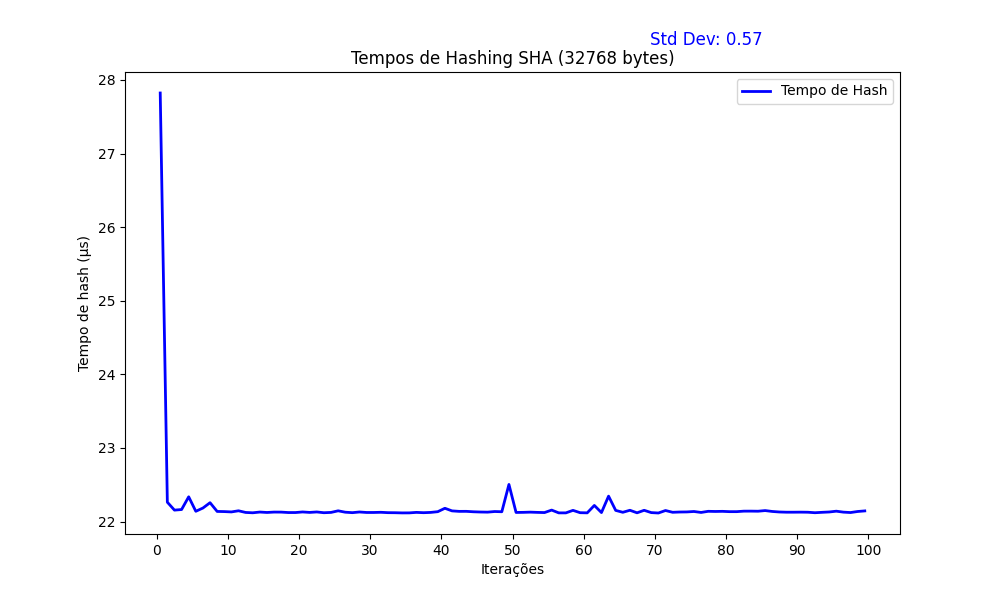 Std Dev: 0.57
Tempos de Hashing SHA (32768 bytes)
Tempo de Hash
28
27
26
25
24
23
22
Tempo de hash (µs)
0 10 20 30 40 50 60 70 80 90 100
Iterações